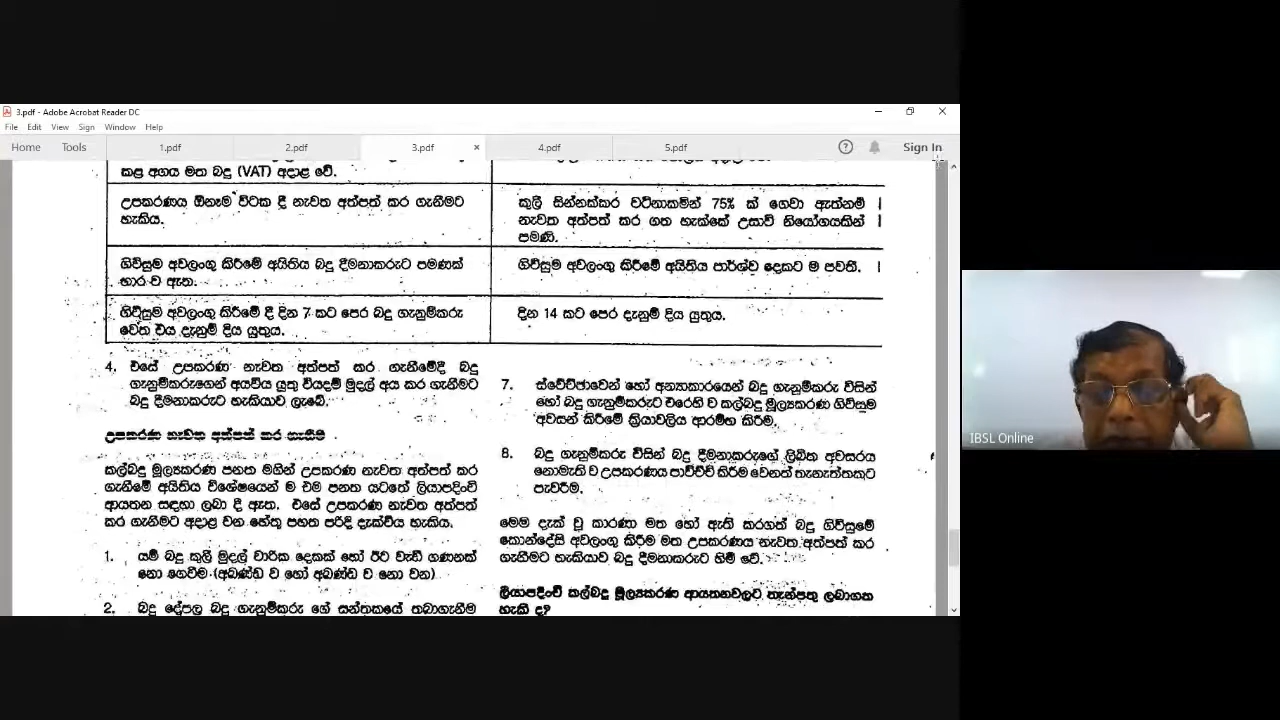 3.pdf - Adobe Acrobat Reader DC
File Edit View Sign Window Help
Home Tools 1.pdf 2.pdf 3.pdf × 4.pdf 5.pdf Sign In
කළ අගය මත බදු (VAT) අදාළ වේ.
උපකරණය ඕනෑම විටක දී නැවත අත්පත් කර ගැනීමට
හැකිය.
කුලී සින්නක්කර වටිනාකමින් 75% ක් ගෙවා ඇත්නම්
නැවත අත්පත් කර ගත හැක්කේ උසාවි නියෝගයකින්
පමණි.
ගිවිසුම අවලංගු කිරීමේ අයිතිය බදු දීමනාකරුට පමණක්
භාර ව ඇත.
ගිවිසුම අවලංගු කිරීමේ අයිතිය පාර්ශ්ව දෙකට ම පවතී.
ගිවිසුම අවලංගු කිරීමේ දී දින 7 කට පෙර බදු ගැනුම්කරු
වෙත එය දැනුම් දිය යුතුය.
දින 14 කට පෙර දැනුම් දිය යුතුය.
4. එසේ උපකරණ නැවත අත්පත් කර ගැනීමේදී බදු
ගැනුම්කරුගෙන් අයවිය යුතු වියදම් මුදල් අය කර ගැනීමට
බදු දීමනාකරුට හැකියාව ලැබේ.
උපකරණ නැවත අත්පත් කර ගැනීම
කල්බදු මූල්‍යකරණ පනත මගින් උපකරණ නැවත අත්පත් කර
ගැනීමේ අයිතිය විශේෂයෙන් ම එම පනත යටතේ ලියාපදිංචි
ආයතන සඳහා ලබා දී ඇත. එසේ උපකරණ නැවත අත්පත්
කර ගැනීමට අදාළ වන හේතු පහත පරිදි දැක්විය හැකිය.
1. යම් බදු කුලී මුදල් වාරික දෙකක් හෝ ඊට වැඩි ගණනක්
නො ගෙවීම (අඛණ්ඩ ව හෝ අඛණ්ඩ ව නො වන)
2. බදු දේපල බදු ගැනුම්කරු ගේ සන්තකයේ තබාගැනීම
7. ස්වේච්ඡාවෙන් හෝ අන්‍යාකාරයෙන් බදු ගැනුම්කරු විසින්
හෝ බදු ගැනුම්කරුට එරෙහි ව කල්බදු මූල්‍යකරණ ගිවිසුම
අවසන් කිරීමේ ක්‍රියාවලිය ආරම්භ කිරීම.
8. බදු ගැනුම්කරු විසින් බදු දීමනාකරුගේ ලිඛිත අවසරය
නොමැති ව උපකරණය පාවිච්චි කිරීම වෙනත් තැනැත්තකුට
පැවරීම.
මෙම දැක් වූ කාරණා මත හෝ ඇති කරගත් බදු ගිවිසුමේ
කොන්දේසි අවලංගු කිරීම මත උපකරණය නැවත අත්පත් කර
ගැනීමට හැකියාව බදු දීමනාකරුට හිමි වේ.
ලියාපදිංචි කල්බදු මූල්‍යකරණ ආයතනවලට තැන්පතු ලබාගත
හැකි ද?
IBSL Online